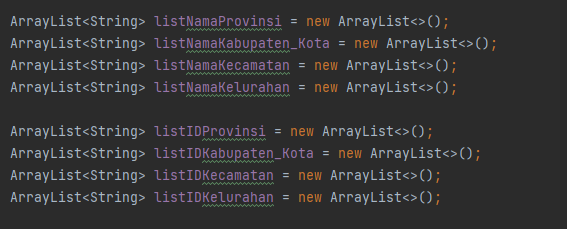 ArrayList<String> listNamaProvinsi = new ArrayList<>();
ArrayList<String> listNamaKabupaten_Kota = new ArrayList<>();
ArrayList<String> listNamaKecamatan = new ArrayList<>();
ArrayList<String> listNamaKelurahan = new ArrayList<>();
ArrayList<String> listIDProvinsi = new ArrayList<>();
ArrayList<String> listIDKabupaten_Kota = new ArrayList<>();
ArrayList<String> listIDKecamatan = new ArrayList<>();
ArrayList<String> listIDKelurahan = new ArrayList<>();